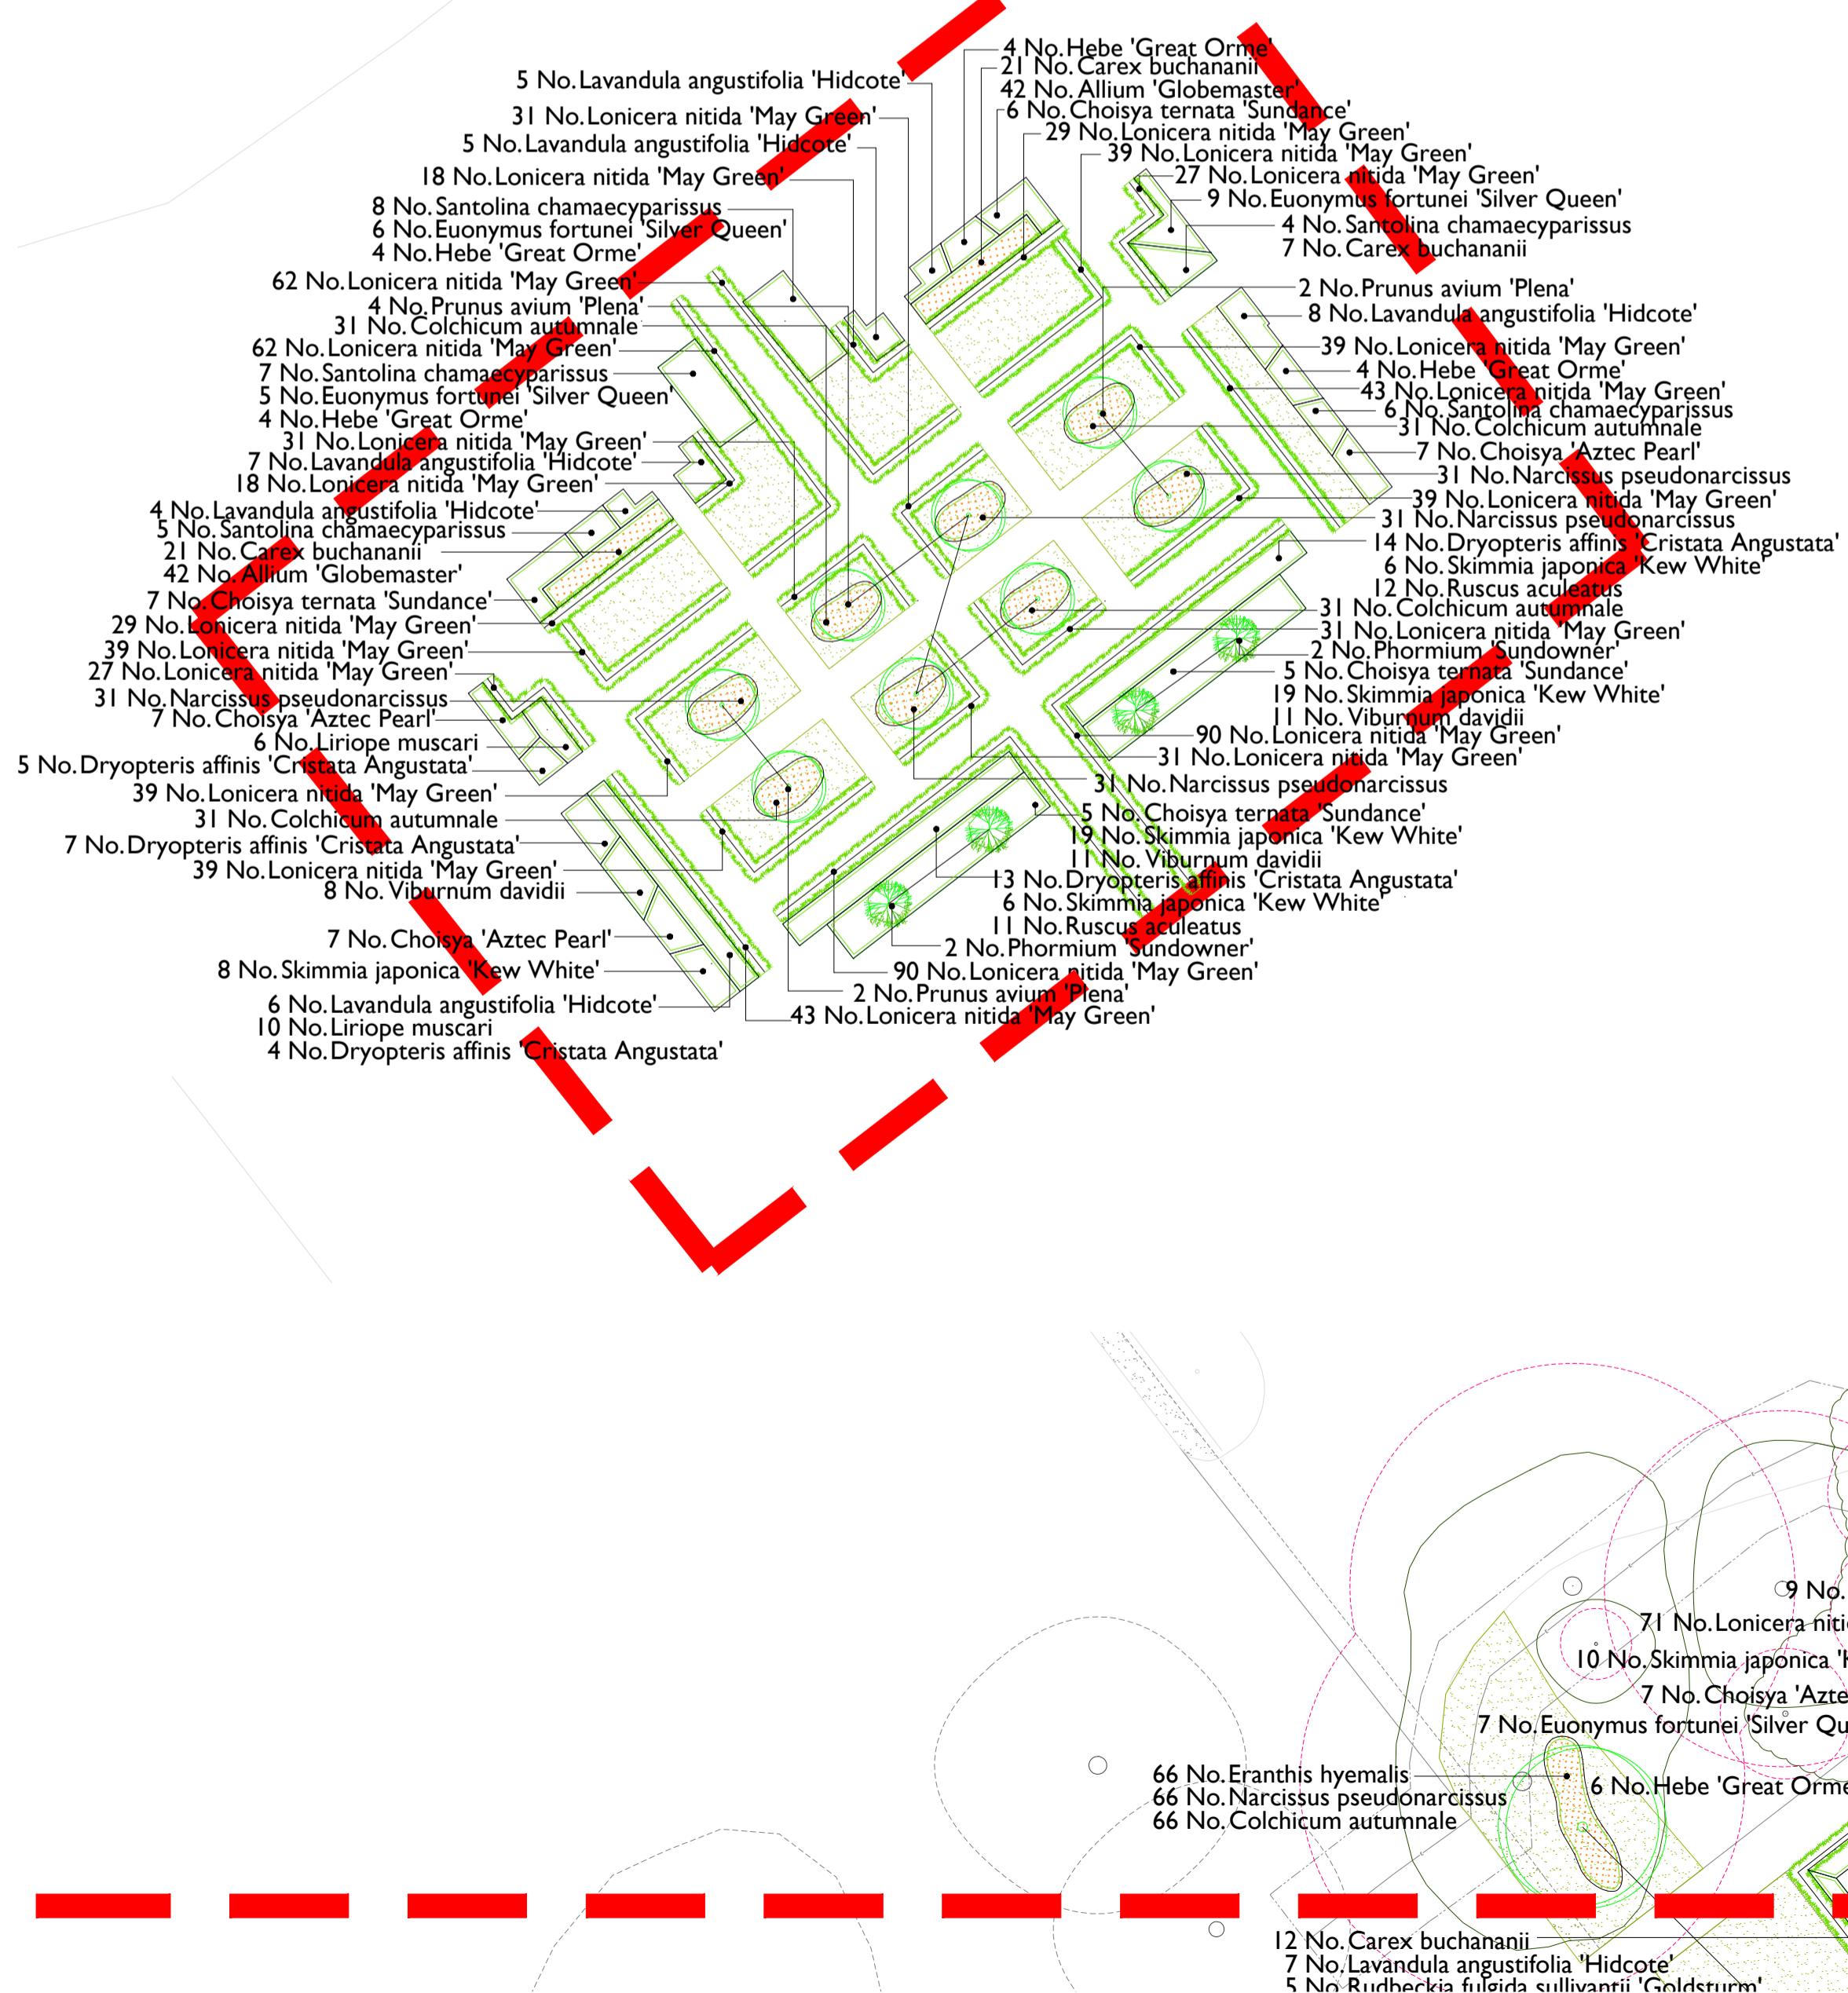 4 No. Hebe 'Great Orme'
21 No. Carex buchananii
42 No. Allium 'Globemaster'
6 No. Choisya ternata 'Sundance'
29 No. Lonicera nitida 'May Green'
39 No. Lonicera nitida 'May Green'
27 No. Lonicera nitida 'May Green'
9 No. Euonymus fortunei 'Silver Queen'
4 No. Santolina chamaecyparissus
7 No. Carex buchananii
2 No. Prunus avium 'Plena'
8 No. Lavandula angustifolia 'Hidcote'
39 No. Lonicera nitida 'May Green'
4 No. Hebe 'Great Orme'
43 No. Lonicera nitida 'May Green'
6 No. Santolina chamaecyparissus
31 No. Colchicum autumnale
7 No. Choisya 'Aztec Pearl'
31 No. Narcissus pseudonarcissus
39 No. Lonicera nitida 'May Green'
31 No. Narcissus pseudonarcissus
14 No. Dryopteris affinis 'Cristata Angustata'
6 No. Skimmia japonica 'Kew White'
12 No. Ruscus aculeatus
31 No. Colchicum autumnale
31 No. Lonicera nitida 'May Green'
2 No. Phormium 'Sundowner'
5 No. Choisya ternata 'Sundance'
19 No. Skimmia japonica 'Kew White'
11 No. Viburnum davidii
90 No. Lonicera nitida 'May Green'
31 No. Lonicera nitida 'May Green'
31 No. Narcissus pseudonarcissus
5 No. Choisya ternata 'Sundance'
19 No. Skimmia japonica 'Kew White'
11 No. Viburnum davidii
13 No. Dryopteris affinis 'Cristata Angustata'
6 No. Skimmia japonica 'Kew White'
11 No. Ruscus aculeatus
2 No. Phormium 'Sundowner'
90 No. Lonicera nitida 'May Green'
2 No. Prunus avium 'Plena'
43 No. Lonicera nitida 'May Green'
5 No. Lavandula angustifolia 'Hidcote'
31 No. Lonicera nitida 'May Green'
5 No. Lavandula angustifolia 'Hidcote'
18 No. Lonicera nitida 'May Green'
8 No. Santolina chamaecyparissus
6 No. Euonymus fortunei 'Silver Queen'
4 No. Hebe 'Great Orme'
62 No. Lonicera nitida 'May Green'
4 No. Prunus avium 'Plena'
31 No. Colchicum autumnale
62 No. Lonicera nitida 'May Green'
7 No. Santolina chamaecyparissus
5 No. Euonymus fortunei 'Silver Queen'
4 No. Hebe 'Great Orme'
31 No. Lonicera nitida 'May Green'
7 No. Lavandula angustifolia 'Hidcote'
18 No. Lonicera nitida 'May Green'
4 No. Lavandula angustifolia 'Hidcote'
5 No. Santolina chamaecyparissus
21 No. Carex buchananii
42 No. Allium 'Globemaster'
7 No. Choisya ternata 'Sundance'
29 No. Lonicera nitida 'May Green'
39 No. Lonicera nitida 'May Green'
27 No. Lonicera nitida 'May Green'
31 No. Narcissus pseudonarcissus
7 No. Choisya 'Aztec Pearl'
6 No. Liriope muscari
5 No. Dryopteris affinis 'Cristata Angustata'
39 No. Lonicera nitida 'May Green'
31 No. Colchicum autumnale
7 No. Dryopteris affinis 'Cristata Angustata'
39 No. Lonicera nitida 'May Green'
8 No. Viburnum davidii
7 No. Choisya 'Aztec Pearl'
8 No. Skimmia japonica 'Kew White'
6 No. Lavandula angustifolia 'Hidcote'
10 No. Liriope muscari
4 No. Dryopteris affinis 'Cristata Angustata'
9 No.
71 No. Lonicera niti
10 No. Skimmia japonica 'K
7 No. Choisya 'Azte
7 No. Euonymus fortunei 'Silver Qu
66 No. Eranthis hyemalis
66 No. Narcissus pseudonarcissus
66 No. Colchicum autumnale
6 No. Hebe 'Great Orme
12 No. Carex buchananii
7 No. Lavandula angustifolia 'Hidcote'
5 No. Rudbeckia fulgida sullivantii 'Goldsturm'